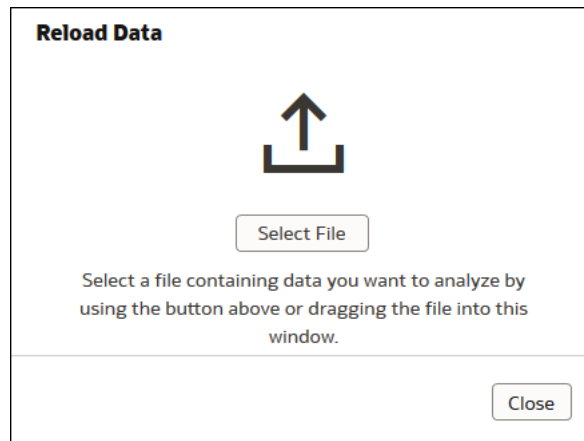 Reload Data
Select File
Select a file containing data you want to analyze by
using the button above or dragging the file into this
window.
Close